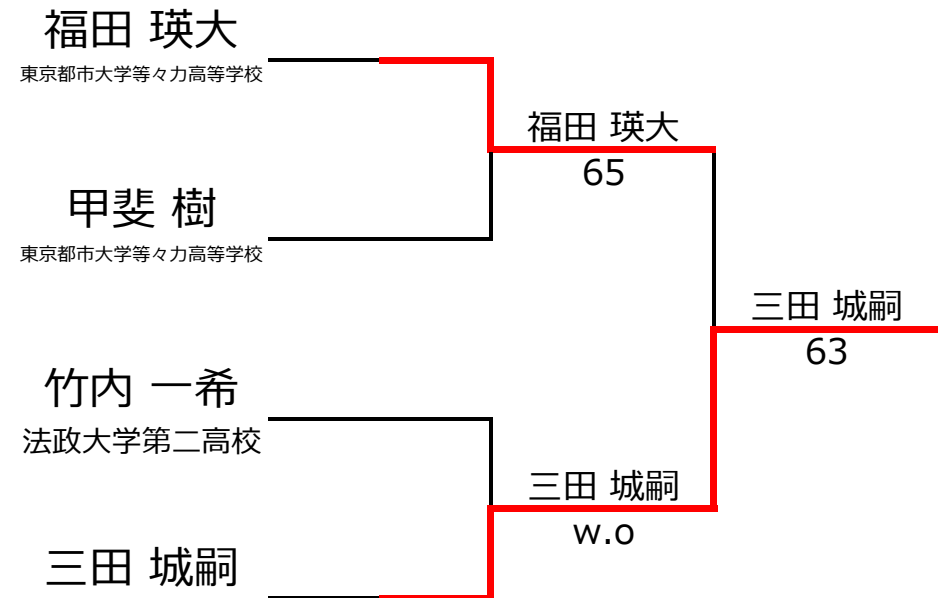 福田 瑛大
東京都市大学等々力高等学校
福田 瑛大
65
甲斐 樹
東京都市大学等々力高等学校
三田 城嗣
63
竹内 一希
法政大学第二高校
三田 城嗣
w.o
三田 城嗣